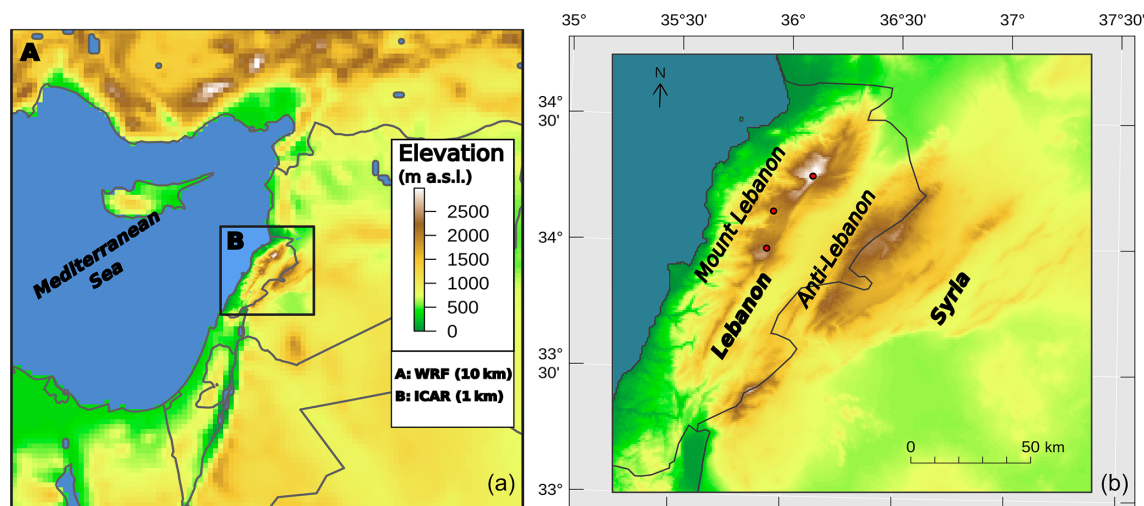 A
Elevation
(m a.s.l.)
2500
2000
1500
1000
500
0
B
Mediterranean
Sea
A: WRF (10 km)
B: ICAR (1 km)
(a)
35°
35°30'
36°
36°30'
37°
37°30'
34°
30'
34°
33°
30'
33°
N
Mount Lebanon
Lebanon
Anti-Lebanon
Syria
0
50 km
(b)